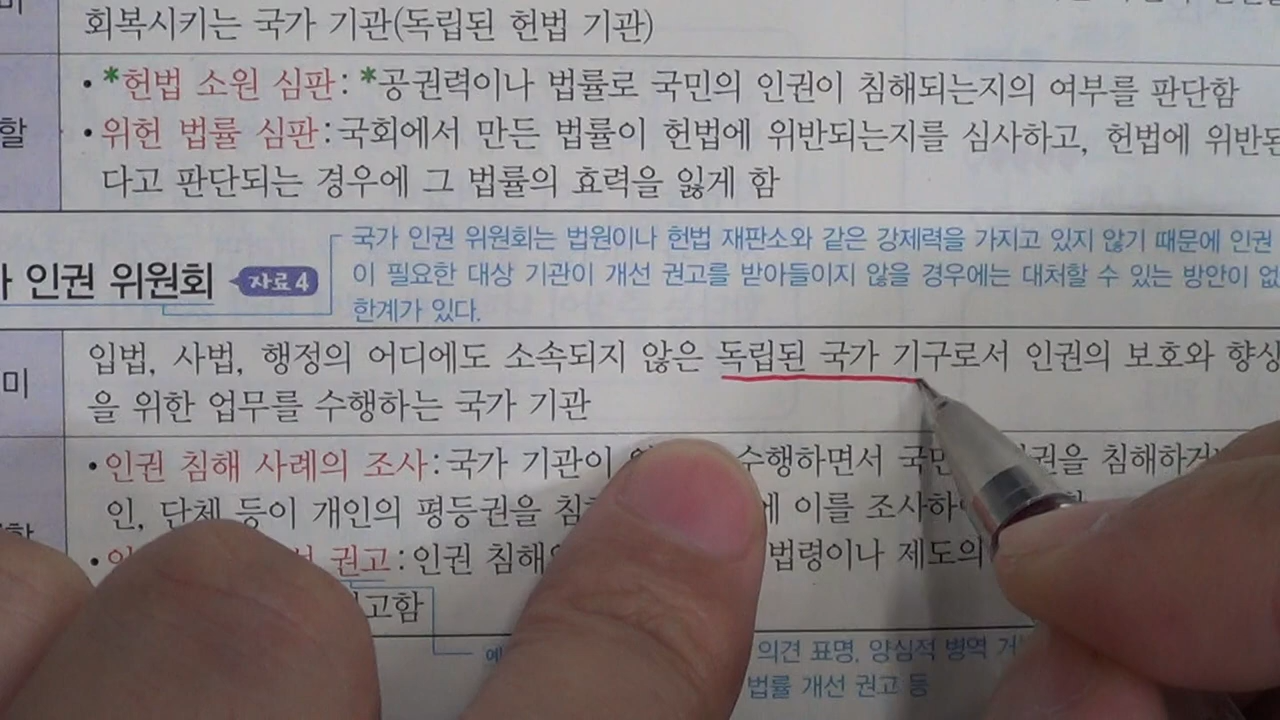 회복시키는 국가 기관(독립된 헌법 기관)
할
• *헌법 소원 심판: *공권력이나 법률로 국민의 인권이 침해되는지의 여부를 판단함
• 위헌 법률 심판: 국회에서 만든 법률이 헌법에 위반되는지를 심사하고, 헌법에 위반된
다고 판단되는 경우에 그 법률의 효력을 잃게 함
인권 위원회 자료 4
국가 인권 위원회는 법원이나 헌법 재판소와 같은 강제력을 가지고 있지 않기 때문에 인권
이 필요한 대상 기관이 개선 권고를 받아들이지 않을 경우에는 대처할 수 있는 방안이 없
한계가 있다.
미
입법, 사법, 행정의 어디에도 소속되지 않은 독립된 국가 기구로서 인권의 보호와 향상
을 위한 업무를 수행하는 국가 기관
• 인권 침해 사례의 조사: 국가 기관이 수행하면서 국민 권을 침해하거
인, 단체 등이 개인의 평등권을 침 에 이를 조사하
• 권고: 인권 침해 법령이나 제도의
고함
예 의견 표명, 양심적 병역 거
법률 개선 권고 등